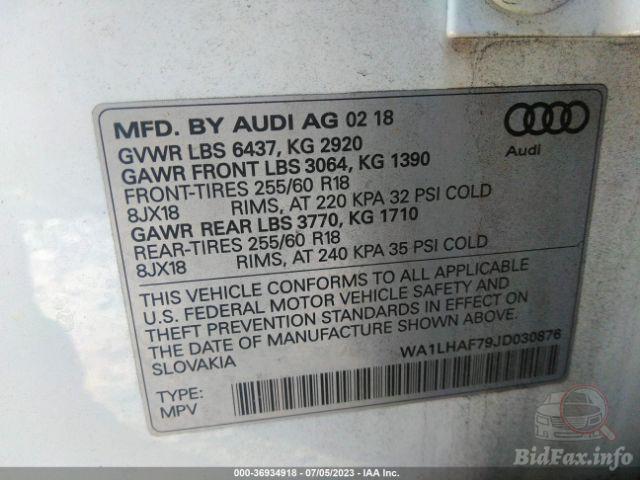 MFD. BY AUDI AG 02 18
GVWR LBS 6437, KG 2920
GAWR FRONT LBS 3064, KG 1390
FRONT-TIRES 255/60 R18
8JX18 RIMS, AT 220 KPA 32 PSI COLD
GAWR REAR LBS 3770, KG 1710
REAR-TIRES 255/60 R18
8JX18 RIMS, AT 240 KPA 35 PSI COLD
Audi
THIS VEHICLE CONFORMS TO ALL APPLICABLE
U.S. FEDERAL MOTOR VEHICLE SAFETY AND
THEFT PREVENTION STANDARDS IN EFFECT ON
THE DATE OF MANUFACTURE SHOWN ABOVE.
SLOVAKIA
WA1LHAF79JD030876
TYPE:
MPV
BidFax.info
000-36934918 - 07/05/2023 - IAA Inc.